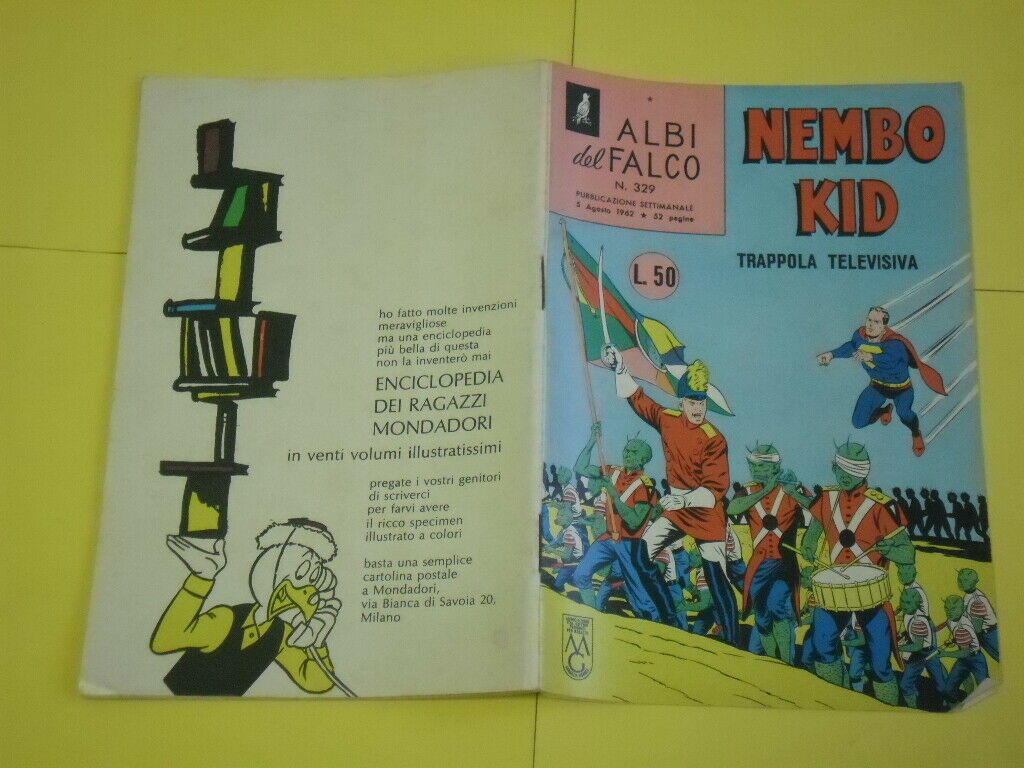 ho fatto molte invenzioni
meravigliose
ma una enciclopedia
più bella di questa
non la inventerò mai
ENCICLOPEDIA
DEI RAGAZZI
MONDADORI
in venti volumi illustratissimi
pregate i vostri genitori
di scriverci
per farvi avere
il ricco specimen
illustrato a colori
basta una semplice
cartolina postale
a Mondadori,
via Bianca di Savoia 20,
Milano
ALBI
del FALCO
N. 329
PUBBLICAZIONE SETTIMANALE
5 Agosto 1962 ★ 52 pagine
L. 50
NEMBO
KID
TRAPPOLA TELEVISIVA